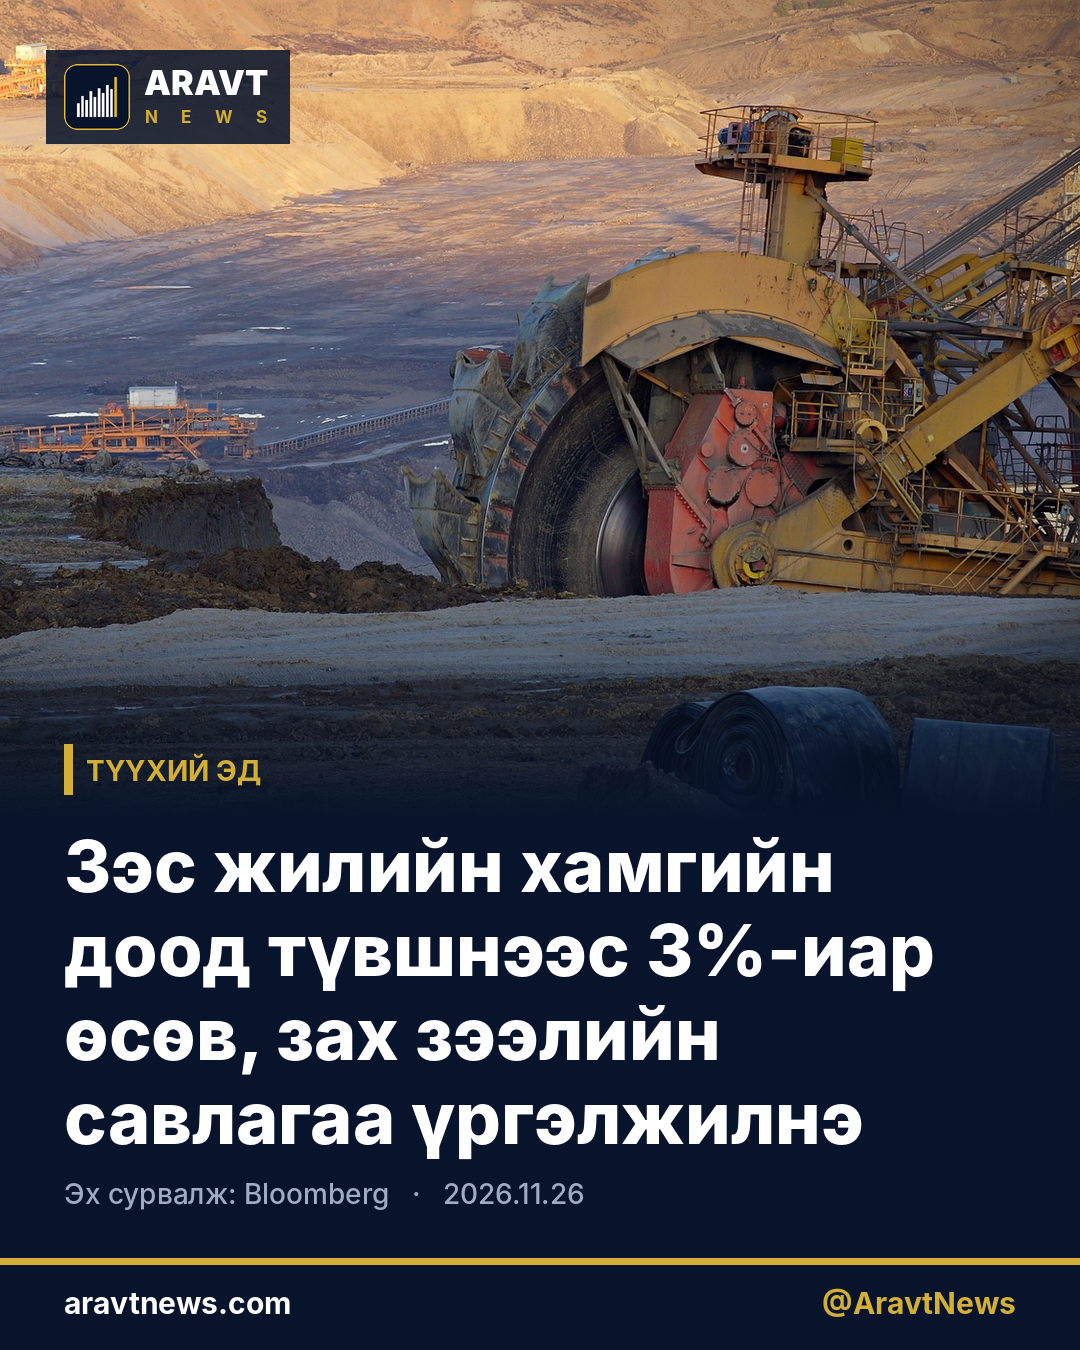 ARAVT
NEWS
ТҮҮХИЙ ЭД
Зэс жилийн хамгийн
доод түвшнээс 3%-иар
өсөв, зах зээлийн
савлагаа үргэлжилнэ
Эх сурвалж: Bloomberg · 2026.11.26
aravtnews.com
@AravtNews